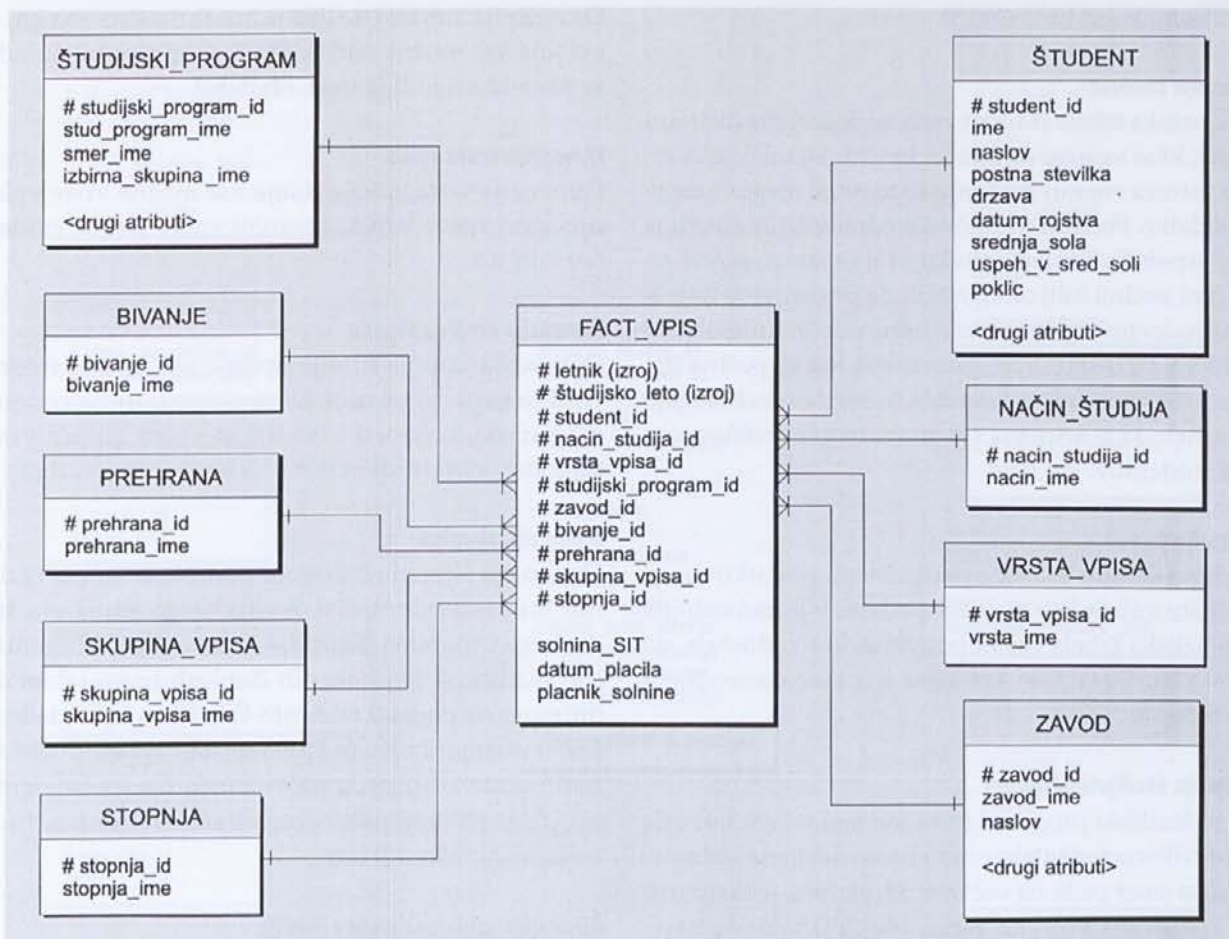 ŠTUDIJSKI_PROGRAM
# studijski_program_id
stud_program_ime
smer_ime
izbirna_skupina_ime
<drugi atributi>
BIVANJE
# bivanje_id
bivanje_ime
PREHRANA
# prehrana_id
prehrana_ime
SKUPINA_VPISA
# skupina_vpisa_id
skupina_vpisa_ime
STOPNJA
# stopnja_id
stopnja_ime
FACT_VPIS
# letnik (izroj)
# študijsko_leto (izroj)
# student_id
# nacin_studija_id
# vrsta_vpisa_id
# studijski_program_id
# zavod_id
# bivanje_id
# prehrana_id
# skupina_vpisa_id
# stopnja_id
solnina_SIT
datum_placila
placnik_solnine
ŠTUDENT
# student_id
ime
naslov
postna_stevilka
drzava
datum_rojstva
srednja_sola
uspeh_v_sred_soli
poklic
<drugi atributi>
NAČIN_ŠTUDIJA
# nacin_studija_id
nacin_ime
VRSTA_VPISA
# vrsta_vpisa_id
vrsta_ime
ZAVOD
# zavod_id
zavod_ime
naslov
<drugi atributi>